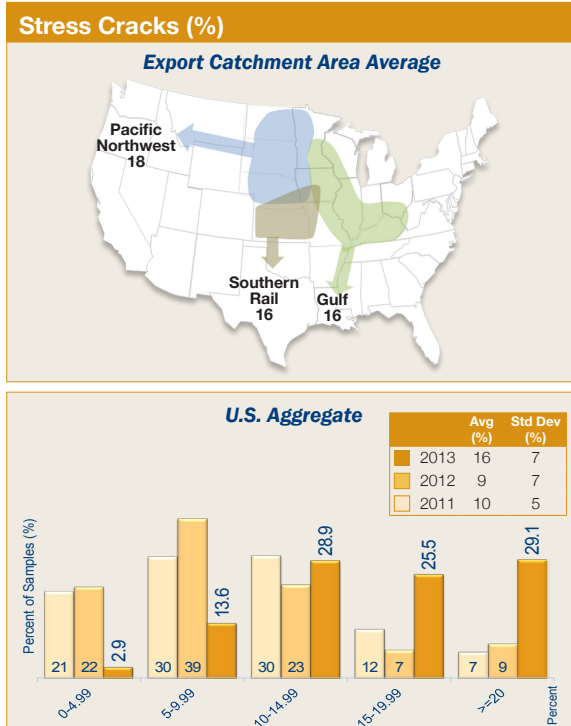 Stress Cracks (%)
Export Catchment Area Average
Pacific
Northwest
18
Southern
Rail
16
Gulf
16
U.S. Aggregate
Avg
(%)
Std Dev
(%)
2013 16 7
2012 9 7
2011 10 5
Percent of Samples (%)
21 22 2.9
30 39 13.6
30 23 28.9
12 7 25.5
7 9 29.1
0-4.99
5-9.99
10-14.99
15-19.99
>=20
Percent